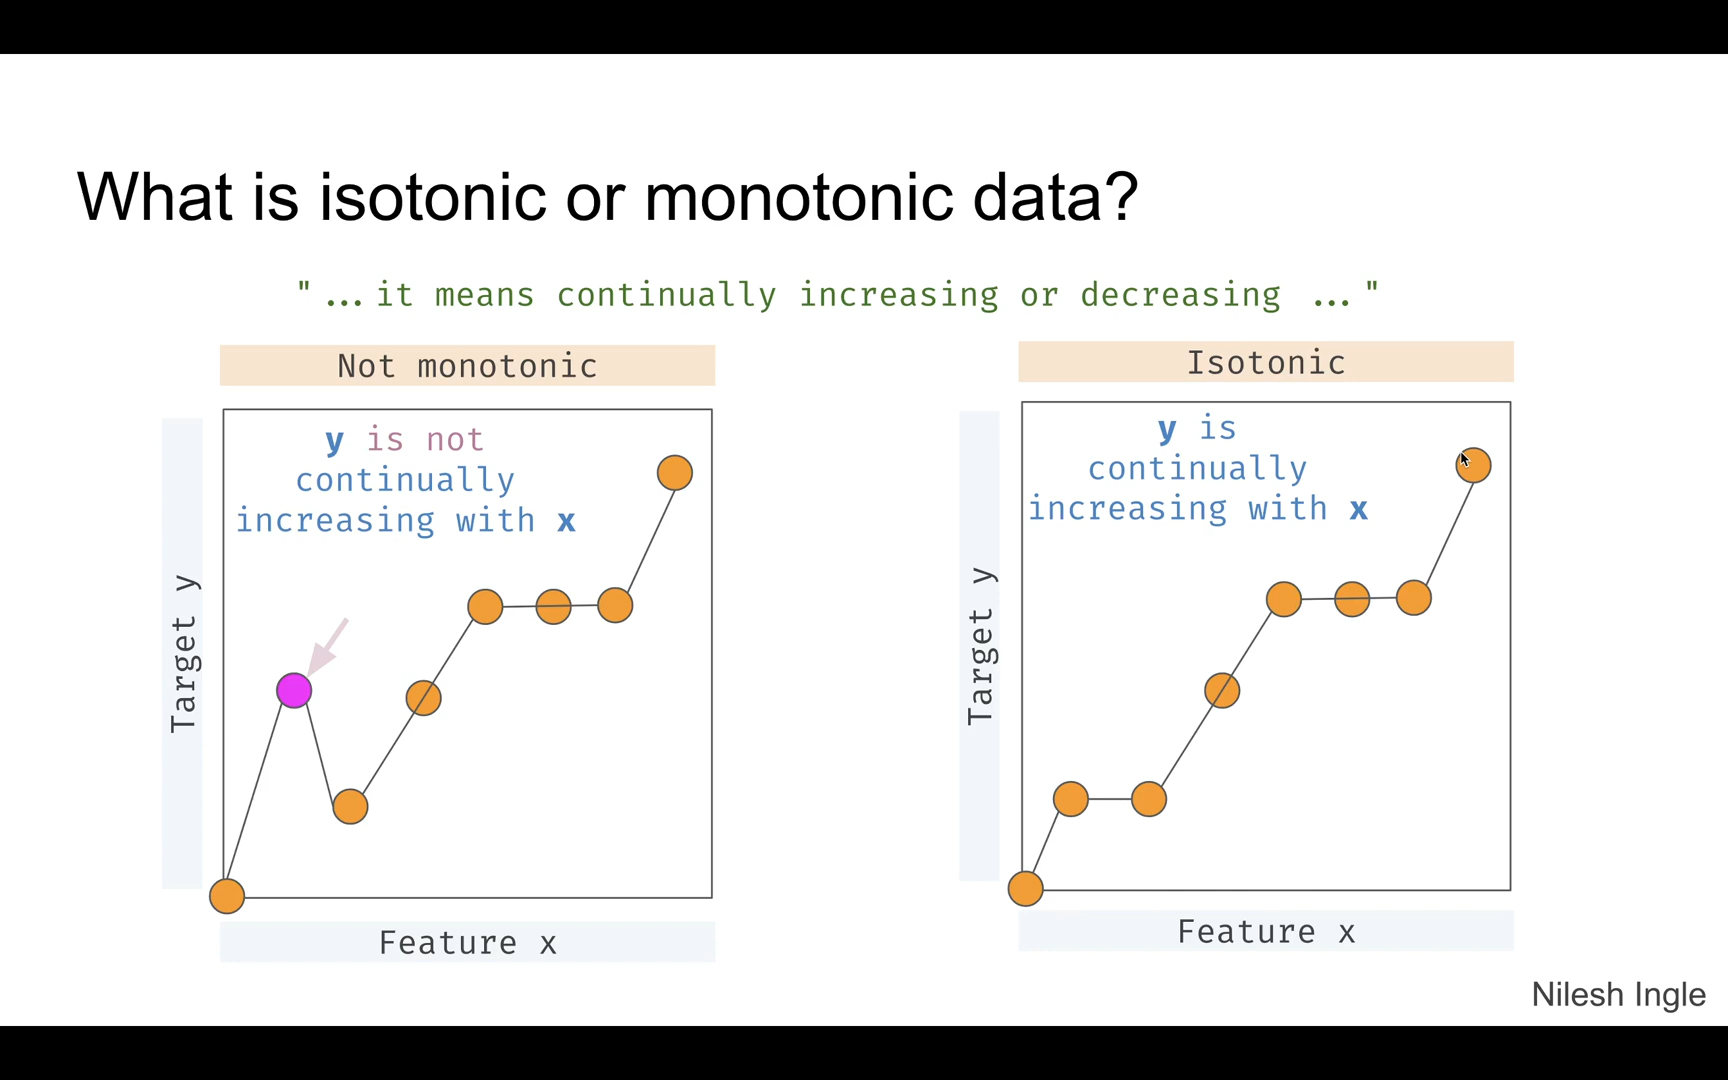 What is isotonic or monotonic data?
"... it means continually increasing or decreasing ..."
Not monotonic
y is not
continually
increasing with x
Target y
Feature x
Isotonic
y is
continually
increasing with x
Target y
Feature x
Nilesh Ingle